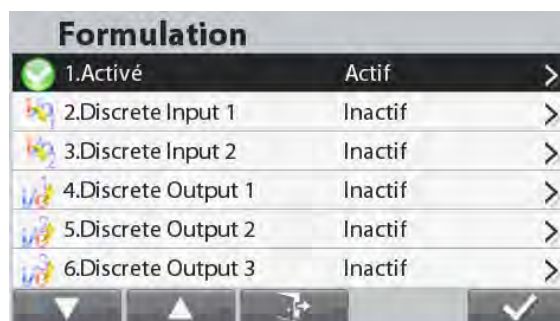 Formulation
1.Activé Actif >
2.Discrete Input 1 Inactif >
3.Discrete Input 2 Inactif >
4.Discrete Output 1 Inactif >
5.Discrete Output 2 Inactif >
6.Discrete Output 3 Inactif >